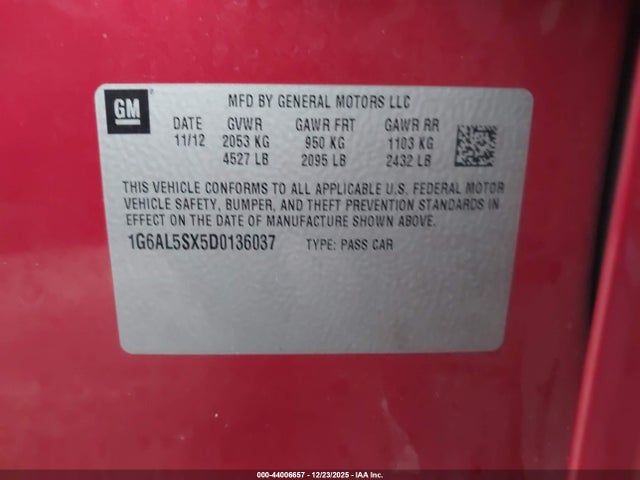 GM
MFD BY GENERAL MOTORS LLC
DATE GVWR GAWR FRT GAWR RR
11/12 2053 KG 950 KG 1103 KG
4527 LB 2095 LB 2432 LB
THIS VEHICLE CONFORMS TO ALL APPLICABLE U.S. FEDERAL MOTOR
VEHICLE SAFETY, BUMPER, AND THEFT PREVENTION STANDARDS IN
EFFECT ON THE DATE OF MANUFACTURE SHOWN ABOVE.
1G6AL5SX5D0136037 TYPE: PASS CAR
000-44006657 - 12/23/2025 - IAA Inc.